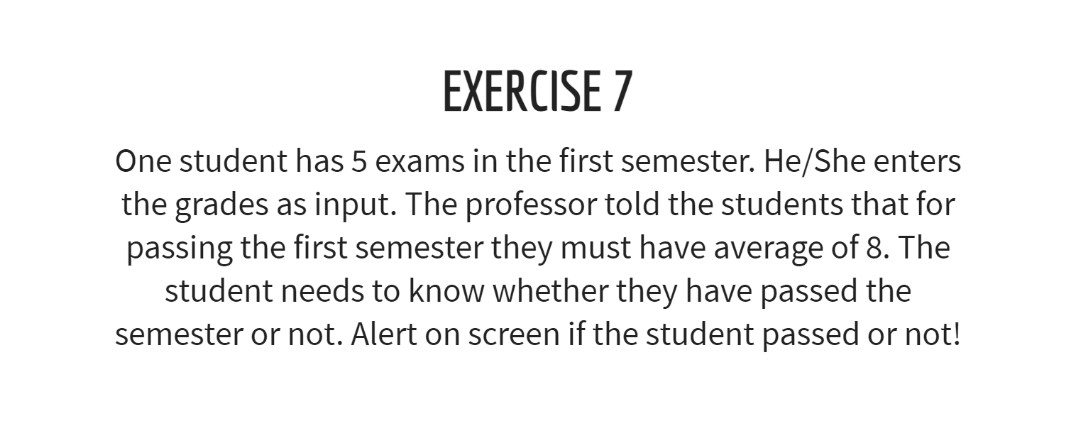 EXERCISE 7
One student has 5 exams in the first semester. He/She enters
the grades as input. The professor told the students that for
passing the first semester they must have average of 8. The
student needs to know whether they have passed the
semester or not. Alert on screen if the student passed or not!